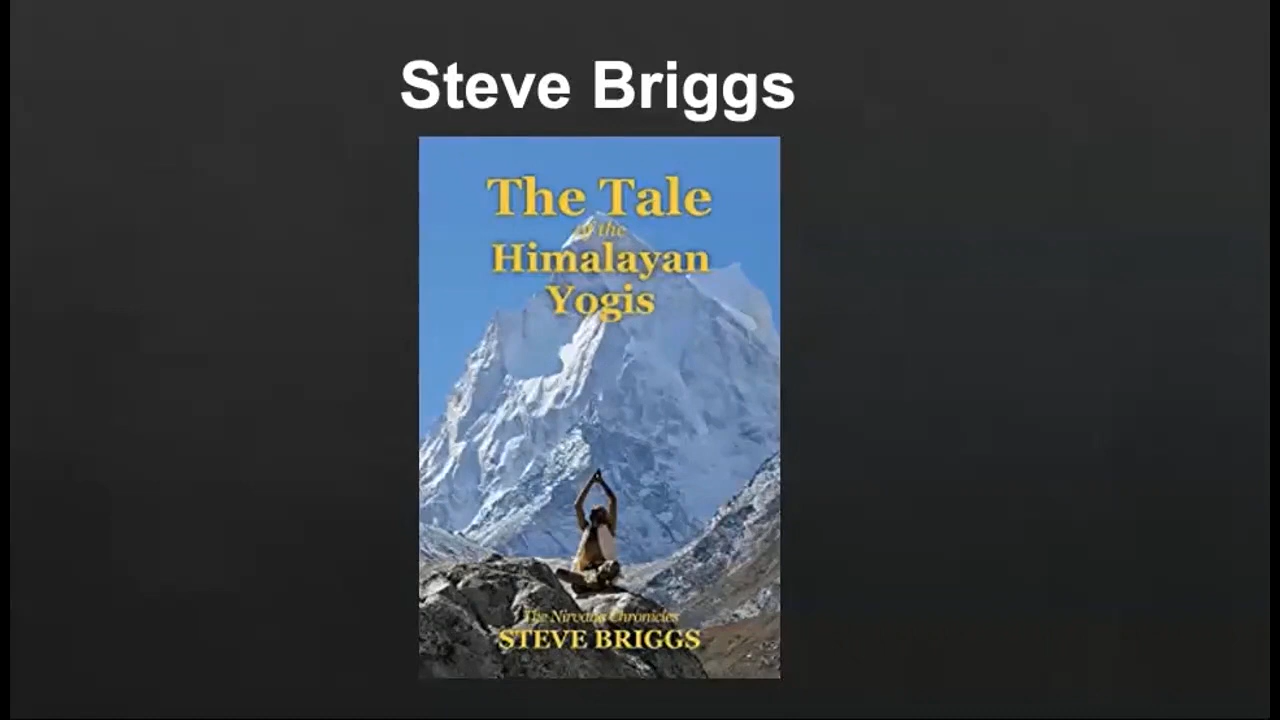 Steve Briggs
The Tale
of the
Himalayan
Yogis
The Nirvana Chronicles
STEVE BRIGGS